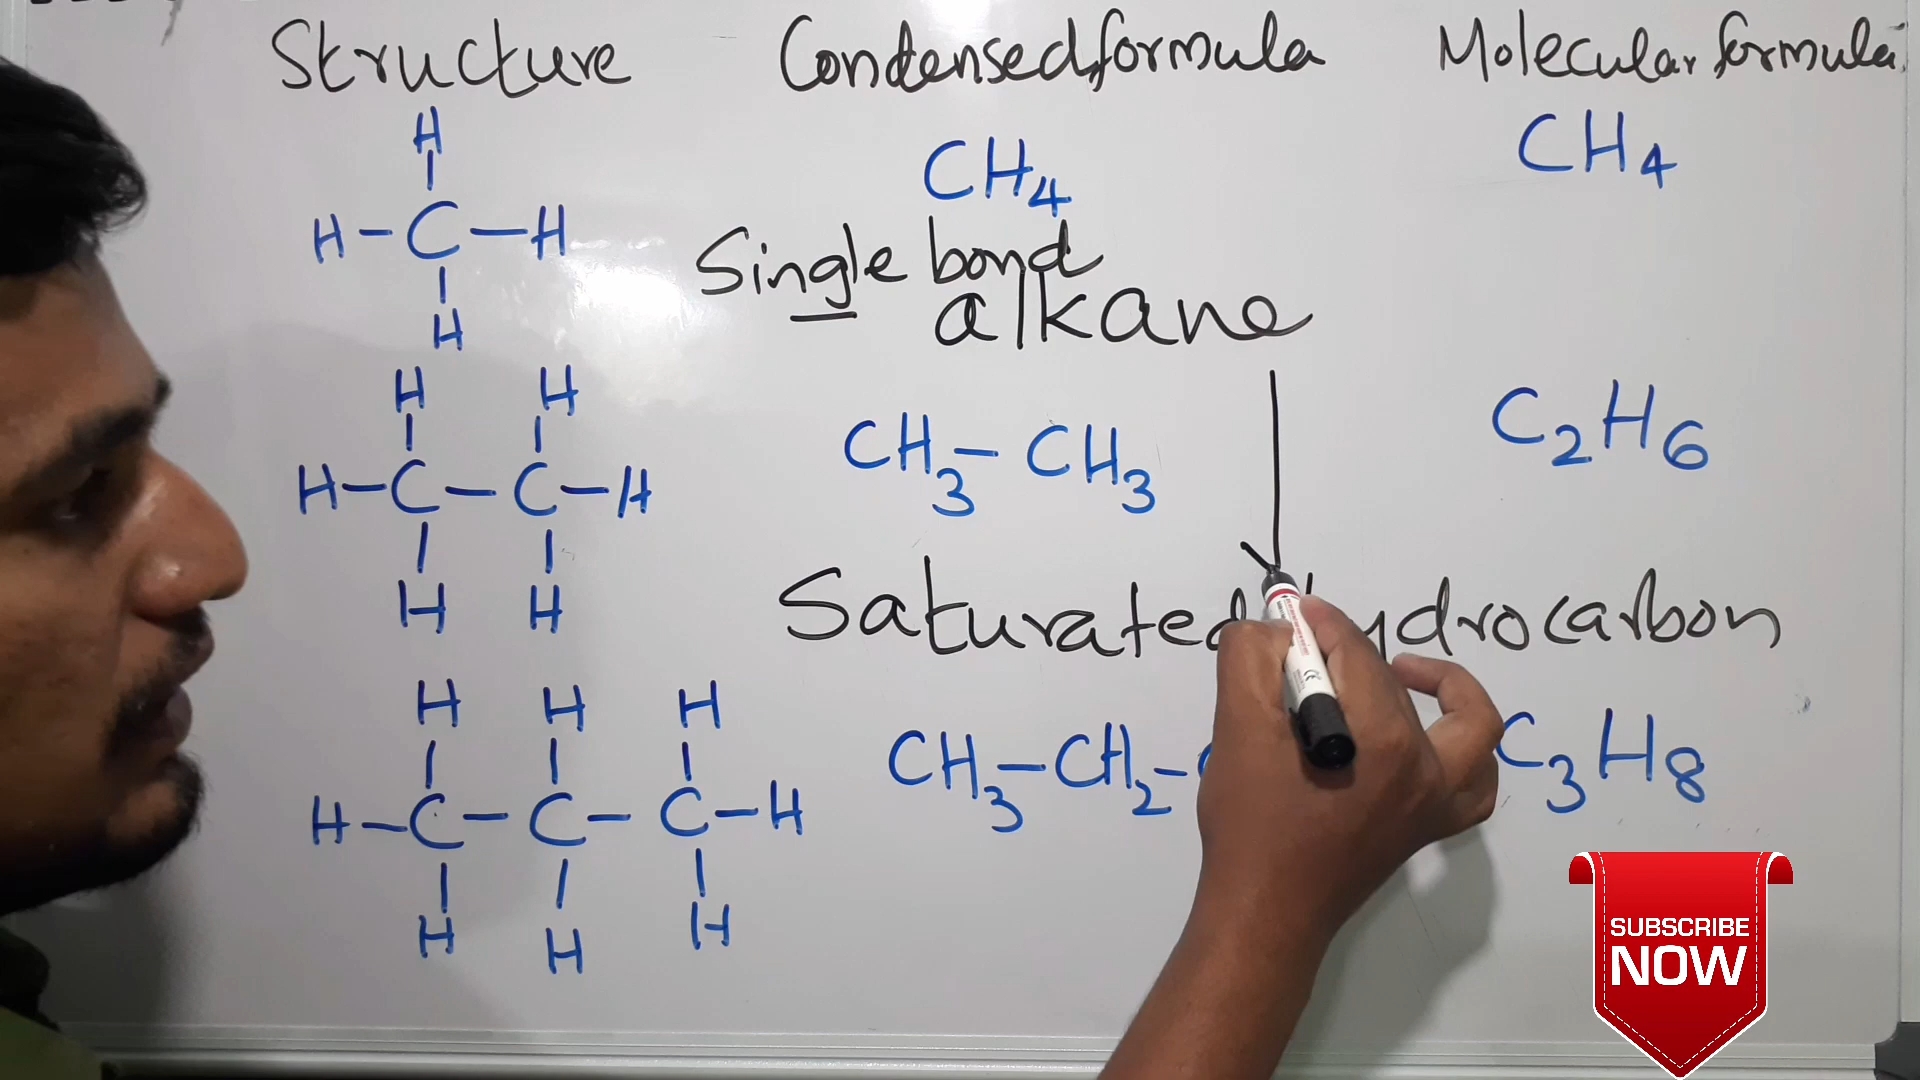 Structure Condensed formula Molecular formula
H
|
H-C-H
|
H
CH4
CH4
Single bond
alkane
H H
| |
H-C-C-H
| |
H H
CH3-CH3
C2H6
Saturated hydrocarbon
H H H
| | |
H-C-C-C-H
| | |
H H H
CH3-CH2-
C3H8
SUBSCRIBE
NOW